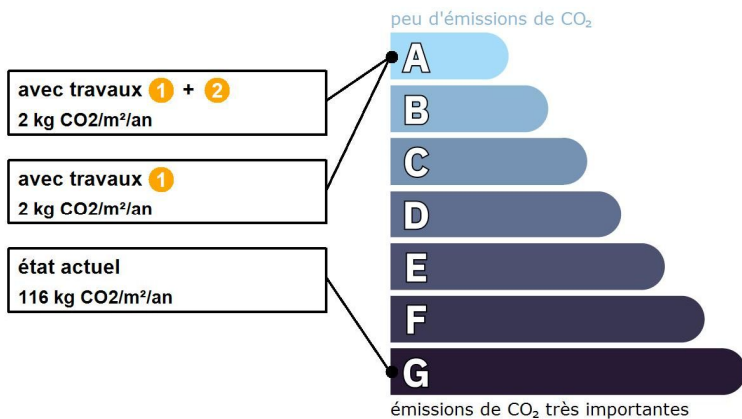 peu d'émissions de CO₂
A
avec travaux 1 + 2
2 kg CO2/m²/an
B
C
avec travaux 1
2 kg CO2/m²/an
D
E
état actuel
116 kg CO2/m²/an
F
G
émissions de CO₂ très importantes